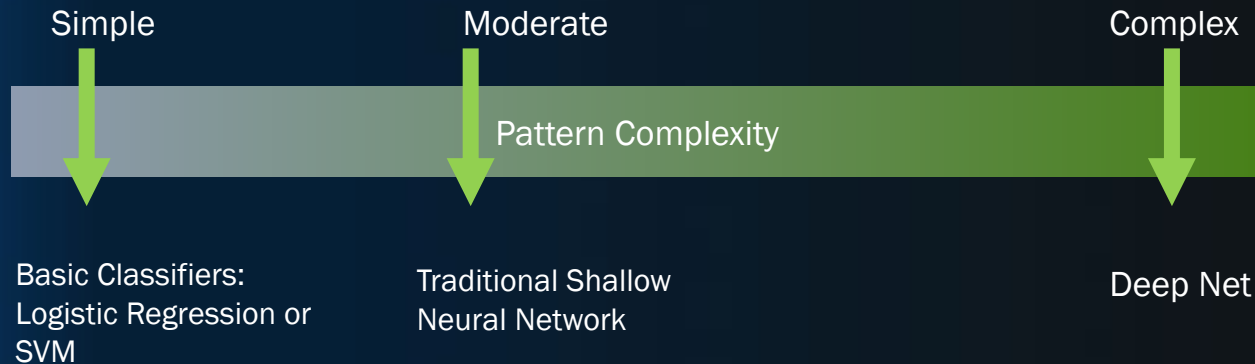 Simple
Moderate
Complex
Pattern Complexity
Basic Classifiers:
Logistic Regression or
SVM
Traditional Shallow
Neural Network
Deep Net